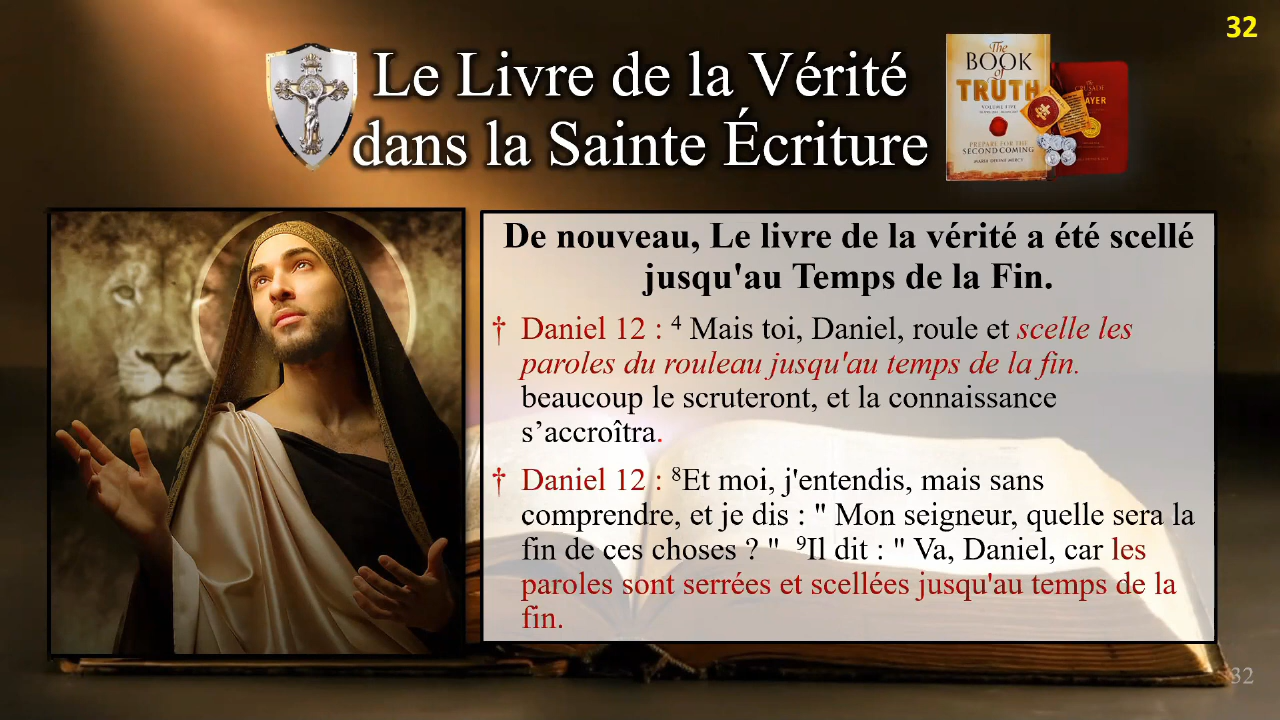 32
Le Livre de la Vérité
dans la Sainte Écriture
The
BOOK
of
TRUTH
VOLUME FIVE
PREPARE FOR THE
SECOND COMING
MARIA DIVINE MERCY
CRUSADE
De nouveau, Le livre de la vérité a été scellé
jusqu'au Temps de la Fin.
† Daniel 12 : ⁴ Mais toi, Daniel, roule et scelle les
paroles du rouleau jusqu'au temps de la fin.
beaucoup le scruteront, et la connaissance
s’accroîtra.
† Daniel 12 : ⁸Et moi, j'entendis, mais sans
comprendre, et je dis : " Mon seigneur, quelle sera la
fin de ces choses ? " ⁹Il dit : " Va, Daniel, car les
paroles sont serrées et scellées jusqu'au temps de la
fin.
32